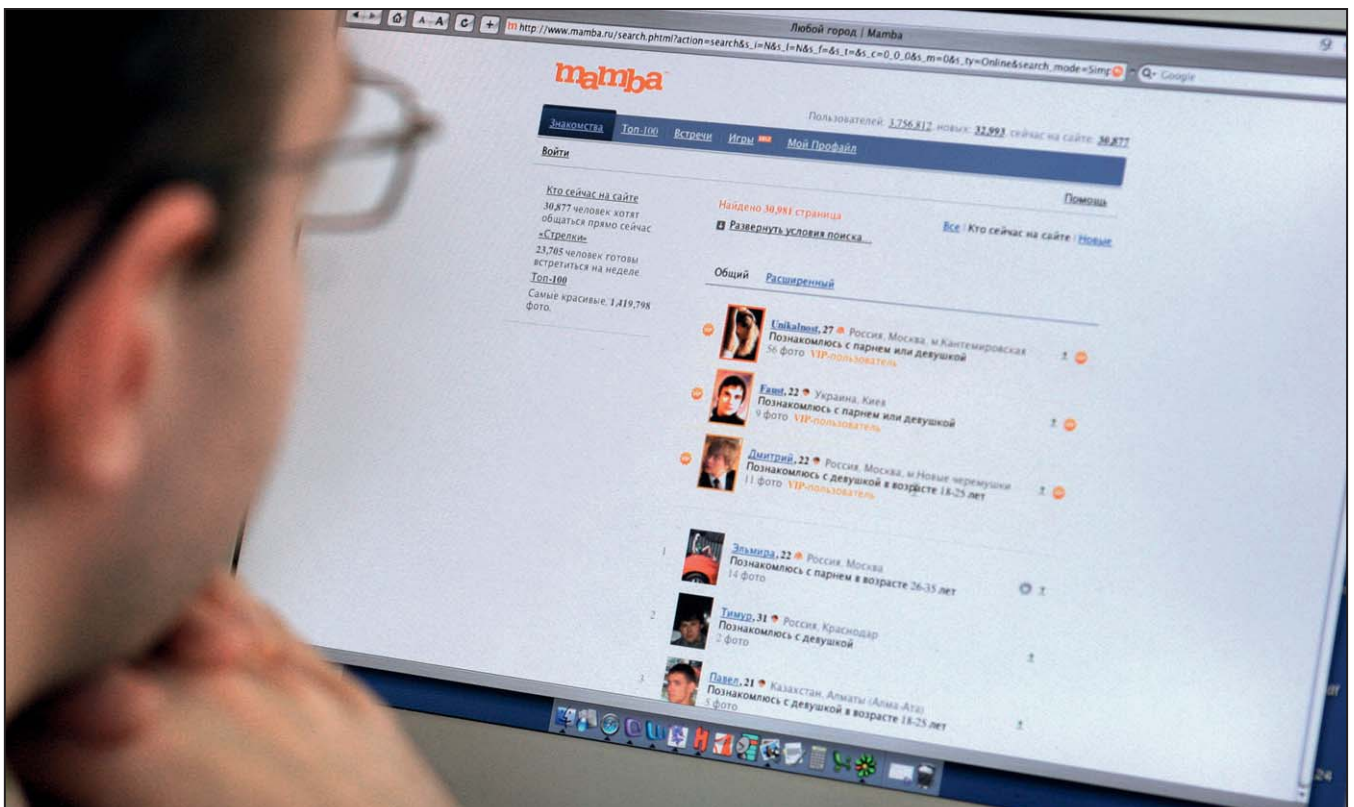 Любой город | Mamba
A A
http://www.mamba.ru/search.phtml?action=search&s_i=N&s_l=N&s_f=&s_t=&s_c=0_0_0&s_m=0&s_ty=Online&search_mode=Simp
Google
mamba
Пользователей: 3,756,812, новых: 32,993, сейчас на сайте: 30,877
Знакомства Топ-100 Встречи Игры Мой Профайл
Войти
Помощь
Кто сейчас на сайте
30,877 человек хотят
общаться прямо сейчас
«Стрелки»
23,705 человек готовы
встретиться на неделе
Топ-100
Самые красивые, 1,419,798
фото.
Найдено 30,981 страница
Развернуть условия поиска...
Все | Кто сейчас на сайте | Новые
Общий Расширенный
Unikalnost, 27 Россия, Москва, м.Кантемировская
Познакомлюсь с парнем или девушкой
56 фото VIP-пользователь
Faust, 22 Украина, Киев
Познакомлюсь с парнем или девушкой
9 фото VIP-пользователь
Дмитрий, 22 Россия, Москва, м.Новые черемушки
Познакомлюсь с девушкой в возрасте 18-25 лет
11 фото VIP-пользователь
1
Эльмира, 22 Россия, Москва
Познакомлюсь с парнем в возрасте 26-35 лет
14 фото
2
Тимур, 31 Россия, Краснодар
Познакомлюсь с девушкой
2 фото
3
Павел, 21 Казахстан, Алматы (Алма-Ата)
Познакомлюсь с девушкой в возрасте 18-25 лет
5 фото
24